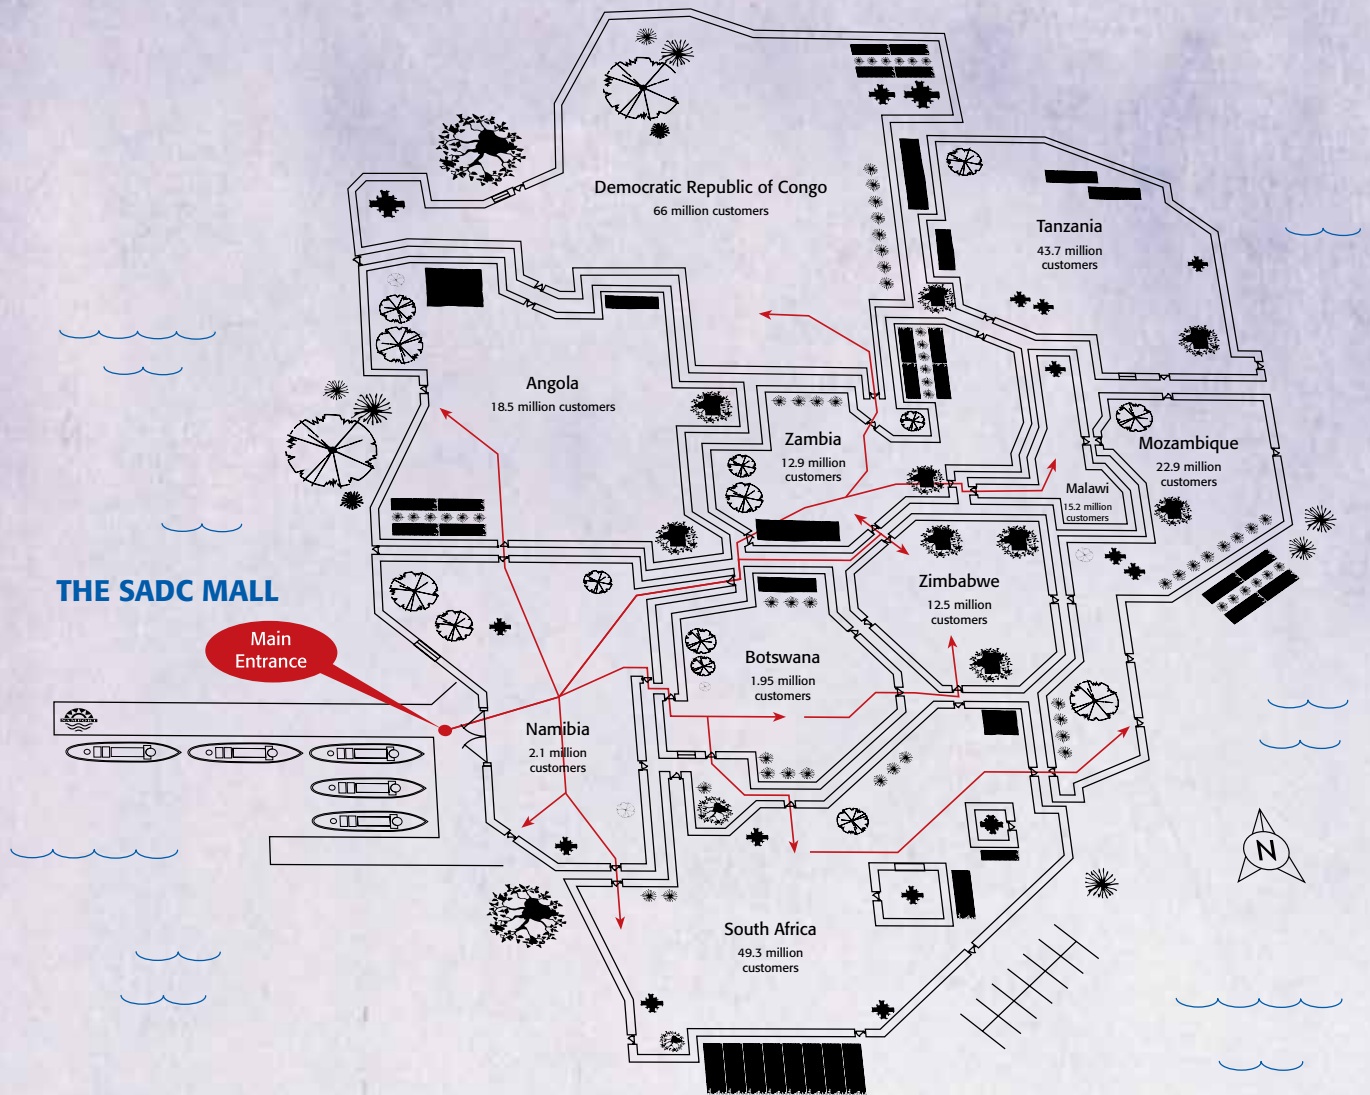 Democratic Republic of Congo
66 million customers
Tanzania
43.7 million
customers
Angola
18.5 million customers
Zambia
12.9 million
customers
Mozambique
22.9 million
customers
Malawi
15.2 million
customers
THE SADC MALL
Main
Entrance
Zimbabwe
12.5 million
customers
Botswana
1.95 million
customers
Namibia
2.1 million
customers
N
South Africa
49.3 million
customers